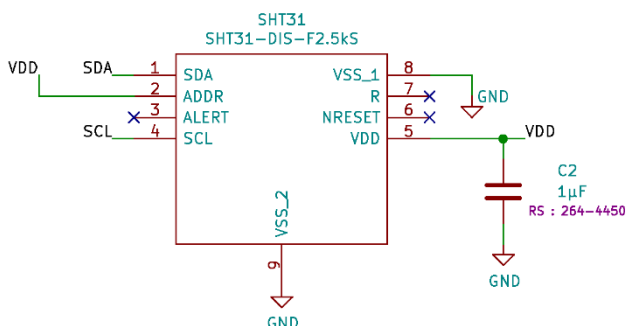 SHT31
SHT31-DIS-F2.5kS
VDD
SDA
1
SDA
VSS_1
8
2
ADDR
R
7
GND
3
ALERT
NRESET
6
SCL
4
SCL
VDD
5
VDD
C2
1µF
RS : 264-4450
VSS_2
9
GND
GND